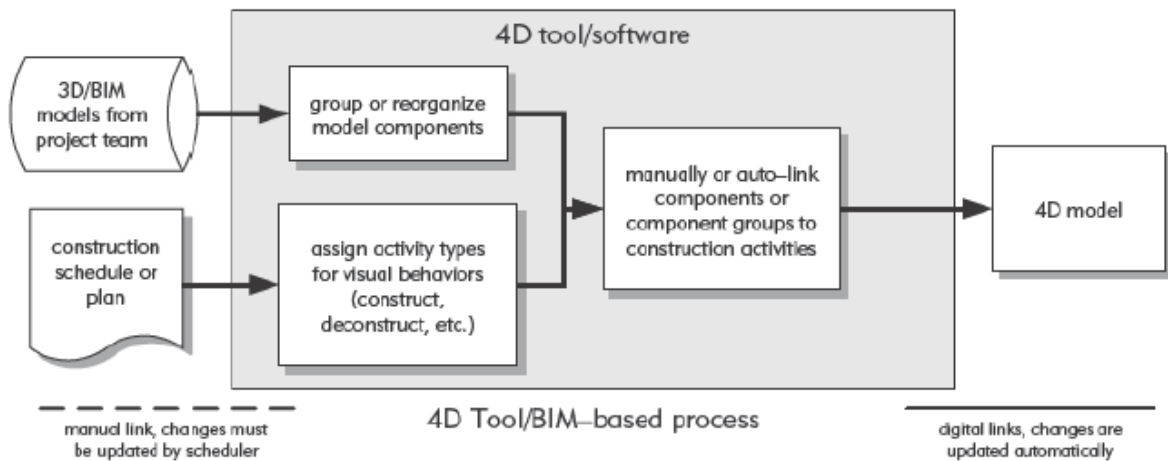 4D tool/software
3D/BIM
models from
project team
group or reorganize
model components
manually or auto–link
components or
component groups to
construction activities
4D model
construction
schedule or
plan
assign activity types
for visual behaviors
(construct,
deconstruct, etc.)
manual link, changes must
be updated by scheduler
4D Tool/BIM–based process
digital links, changes are
updated automatically